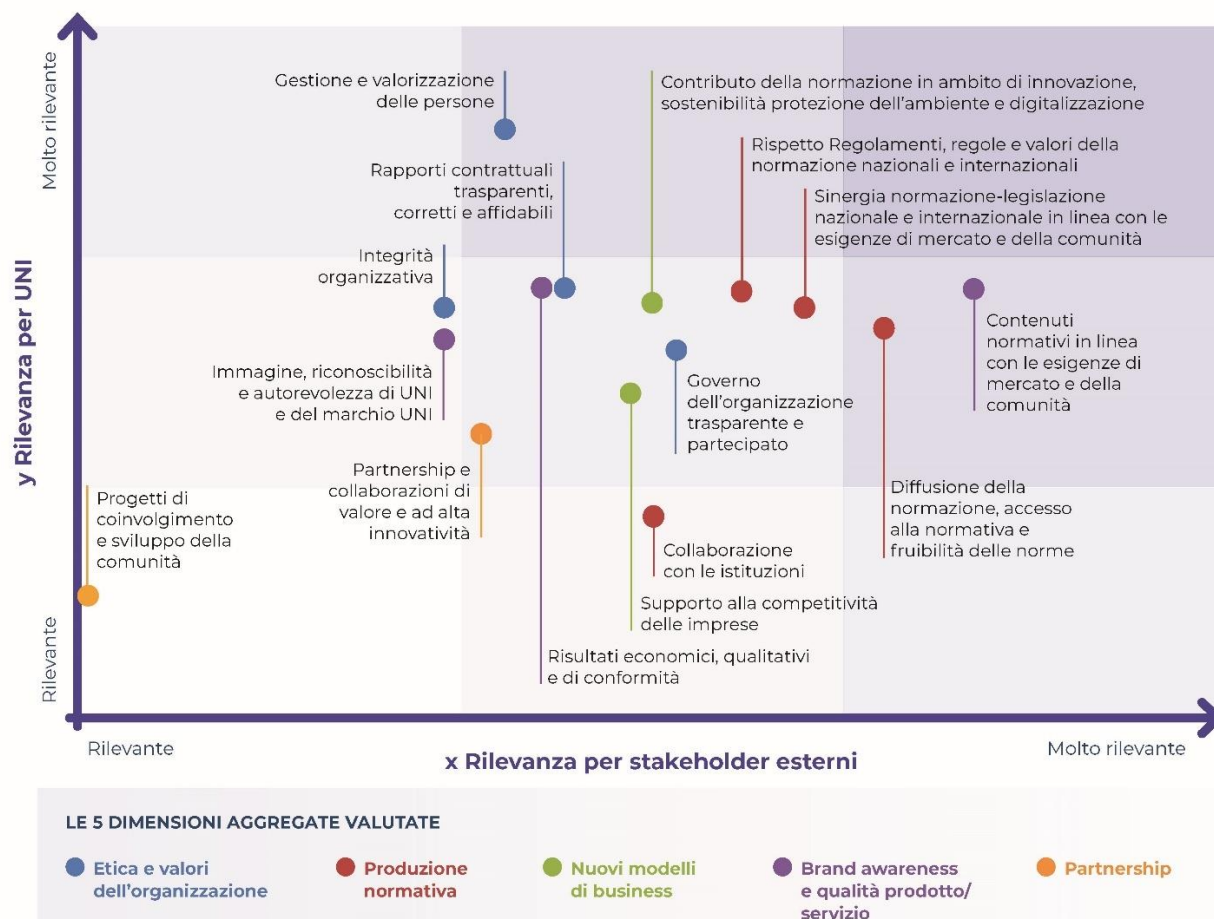 y Rilevanza per UNI
Molto rilevante
Rilevante
Gestione e valorizzazione
delle persone
Contributo della normazione in ambito di innovazione,
sostenibilità protezione dell'ambiente e digitalizzazione
Rapporti contrattuali
trasparenti,
corretti e affidabili
Rispetto Regolamenti, regole e valori della
normazione nazionali e internazionali
Sinergia normazione-legislazione
nazionale e internazionale in linea con le
esigenze di mercato e della comunità
Integrità
organizzativa
Immagine, riconoscibilità
e autorevolezza di UNI
e del marchio UNI
Governo
dell'organizzazione
trasparente e
partecipato
Contenuti
normativi in linea
con le esigenze di
mercato e della
comunità
Partnership e
collaborazioni di
valore e ad alta
innovatività
Progetti di
coinvolgimento
e sviluppo della
comunità
Diffusione della
normazione, accesso
alla normativa e
fruibilità delle norme
Collaborazione
con le istituzioni
Supporto alla competitività
delle imprese
Risultati economici, qualitativi
e di conformità
Rilevante
Molto rilevante
x Rilevanza per stakeholder esterni
LE 5 DIMENSIONI AGGREGATE VALUTATE
Etica e valori
dell'organizzazione
Produzione
normativa
Nuovi modelli
di business
Brand awareness
e qualità prodotto/
servizio
Partnership